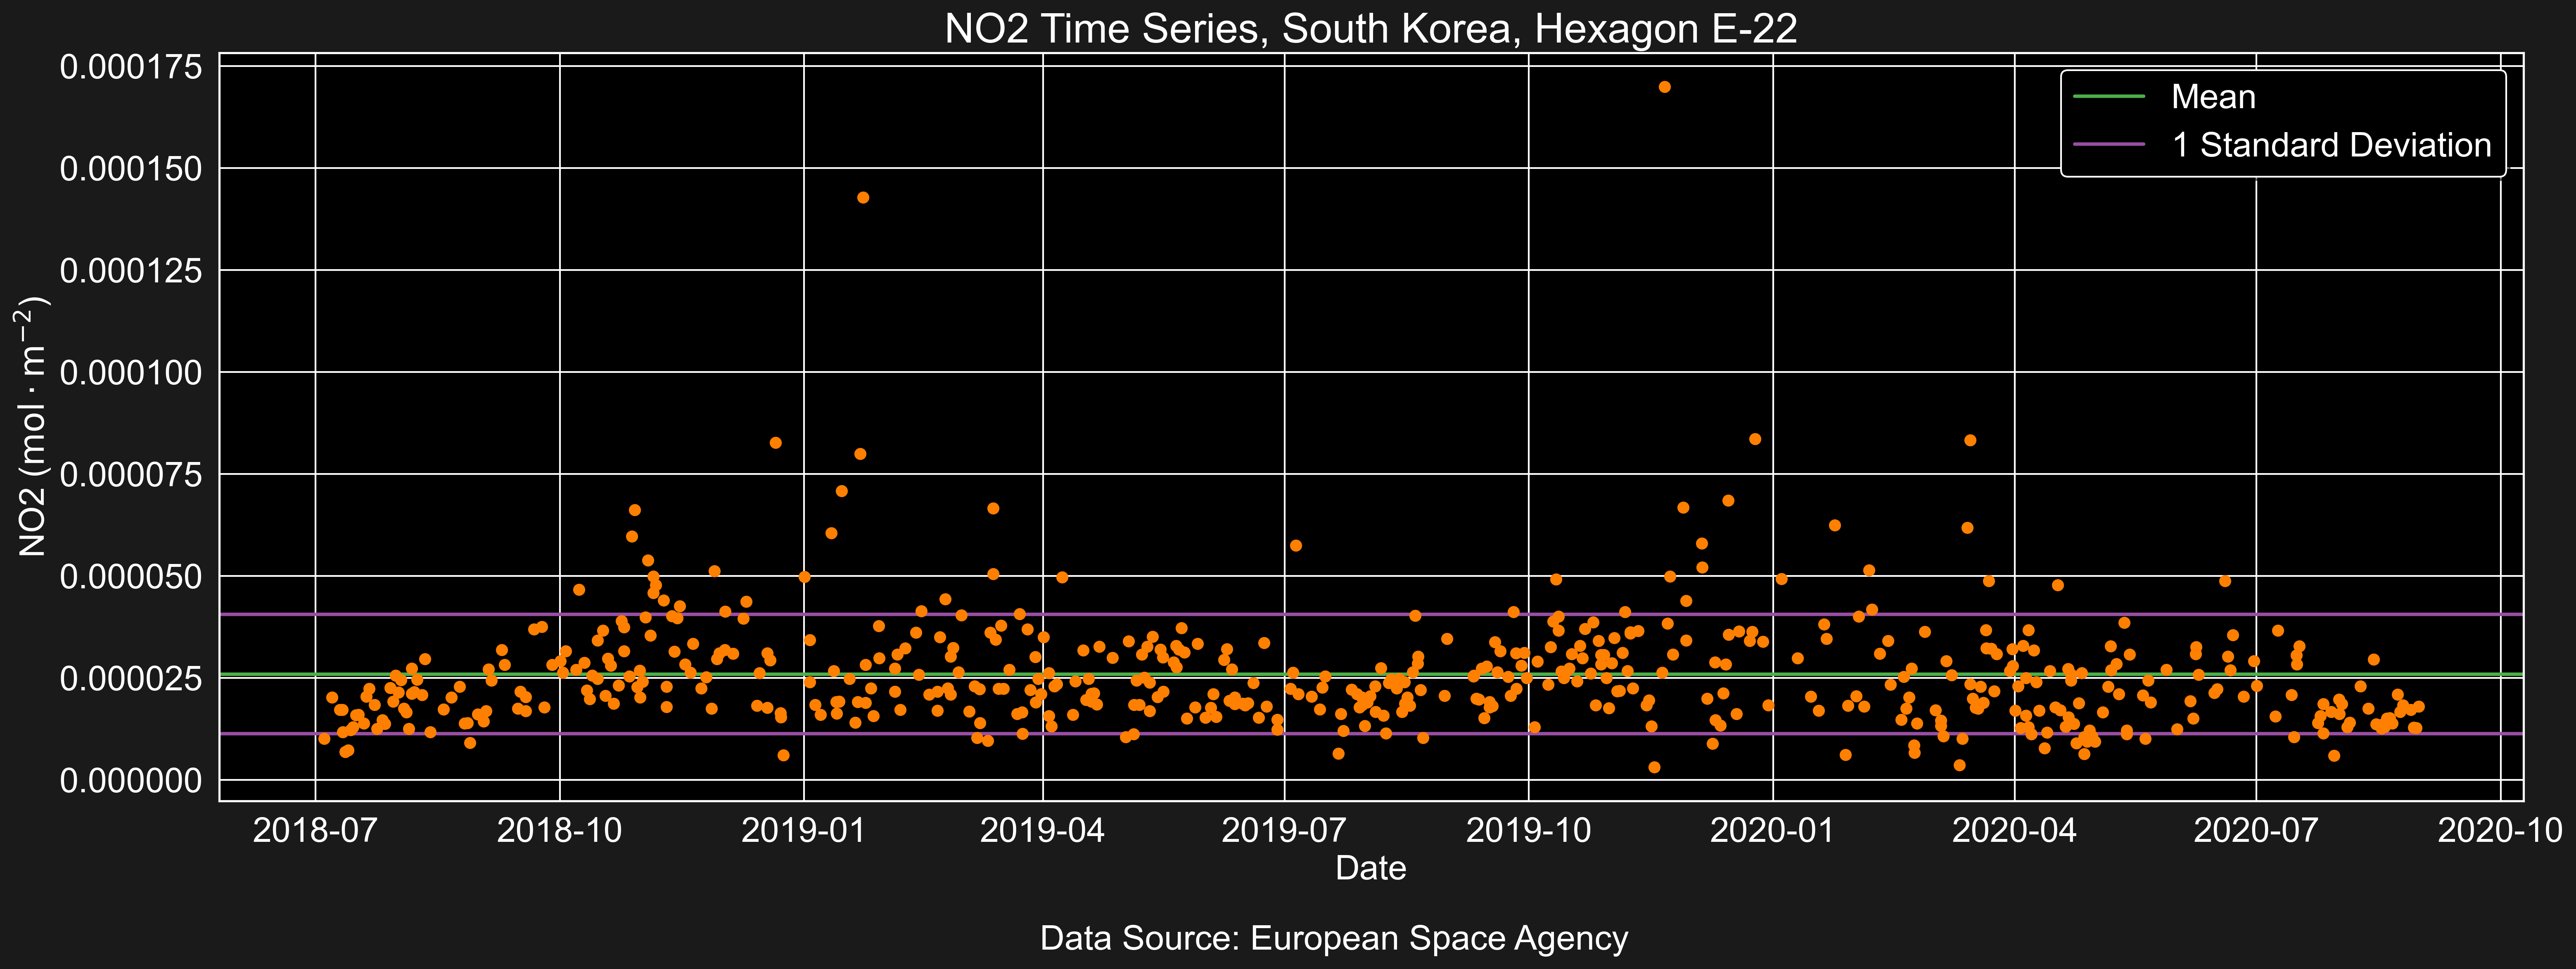 NO2 Time Series, South Korea, Hexagon E-22
0.000175
0.000150
0.000125
0.000100
0.000075
0.000050
0.000025
0.000000
NO2 (mol · m⁻²)
Mean
1 Standard Deviation
2018-07 2018-10 2019-01 2019-04 2019-07 2019-10 2020-01 2020-04 2020-07 2020-10
Date
Data Source: European Space Agency